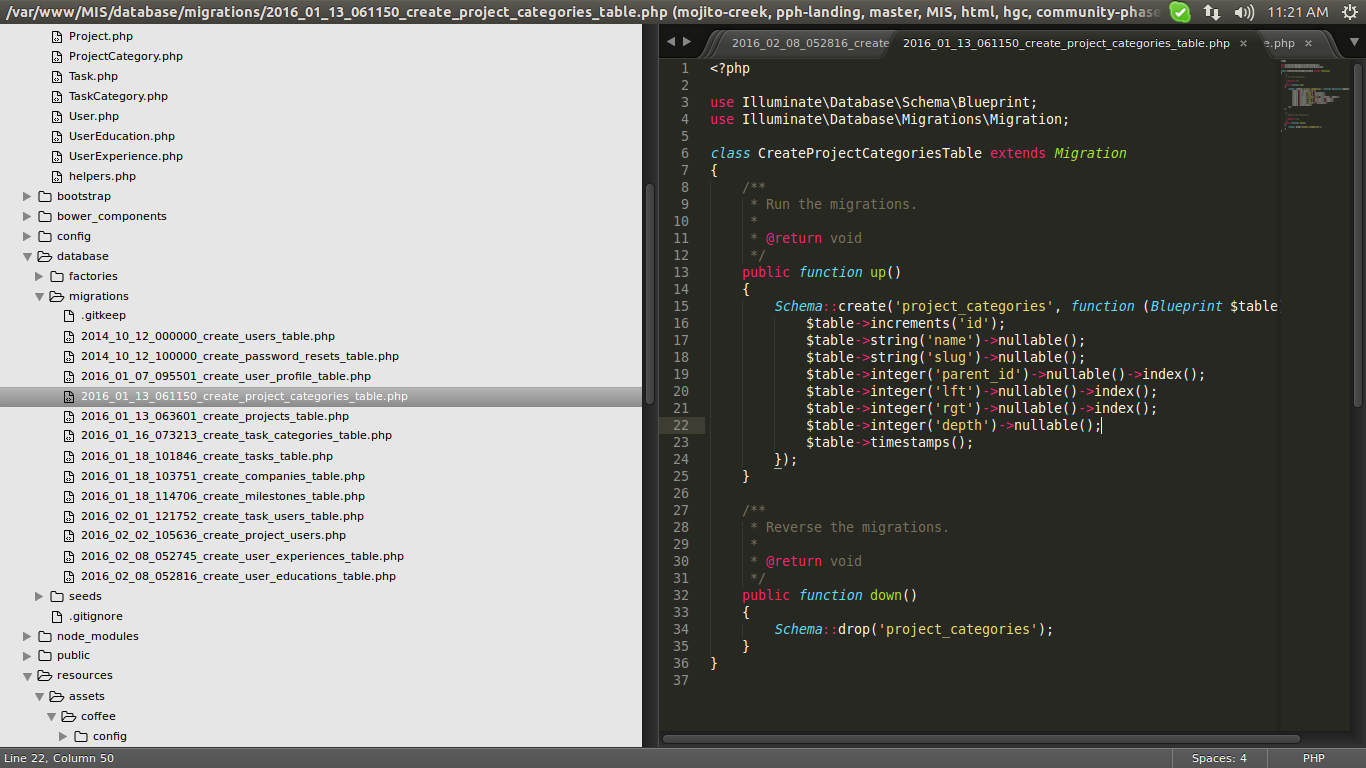 /var/www/MIS/database/migrations/2016_01_13_061150_create_project_categories_table.php (mojito-creek, pph-landing, master, MIS, html, hgc, community-phase
11:21 AM
Project.php
ProjectCategory.php
Task.php
TaskCategory.php
User.php
UserEducation.php
UserExperience.php
helpers.php
bootstrap
bower_components
config
database
factories
migrations
.gitkeep
2014_10_12_000000_create_users_table.php
2014_10_12_100000_create_password_resets_table.php
2016_01_07_095501_create_user_profile_table.php
2016_01_13_061150_create_project_categories_table.php
2016_01_13_063601_create_projects_table.php
2016_01_16_073213_create_task_categories_table.php
2016_01_18_101846_create_tasks_table.php
2016_01_18_103751_create_companies_table.php
2016_01_18_114706_create_milestones_table.php
2016_02_01_121752_create_task_users_table.php
2016_02_02_105636_create_project_users.php
2016_02_08_052745_create_user_experiences_table.php
2016_02_08_052816_create_user_educations_table.php
seeds
.gitignore
node_modules
public
resources
assets
coffee
config
2016_02_08_052816_create
2016_01_13_061150_create_project_categories_table.php ×
e.php ×
1 <?php
2
3 use Illuminate\Database\Schema\Blueprint;
4 use Illuminate\Database\Migrations\Migration;
5
6 class CreateProjectCategoriesTable extends Migration
7 {
8 /**
9 * Run the migrations.
10 *
11 * @return void
12 */
13 public function up()
14 {
15 Schema::create('project_categories', function (Blueprint $table
16 $table->increments('id');
17 $table->string('name')->nullable();
18 $table->string('slug')->nullable();
19 $table->integer('parent_id')->nullable()->index();
20 $table->integer('lft')->nullable()->index();
21 $table->integer('rgt')->nullable()->index();
22 $table->integer('depth')->nullable();
23 $table->timestamps();
24 });
25 }
26
27 /**
28 * Reverse the migrations.
29 *
30 * @return void
31 */
32 public function down()
33 {
34 Schema::drop('project_categories');
35 }
36 }
37
Line 22, Column 50
Spaces: 4
PHP